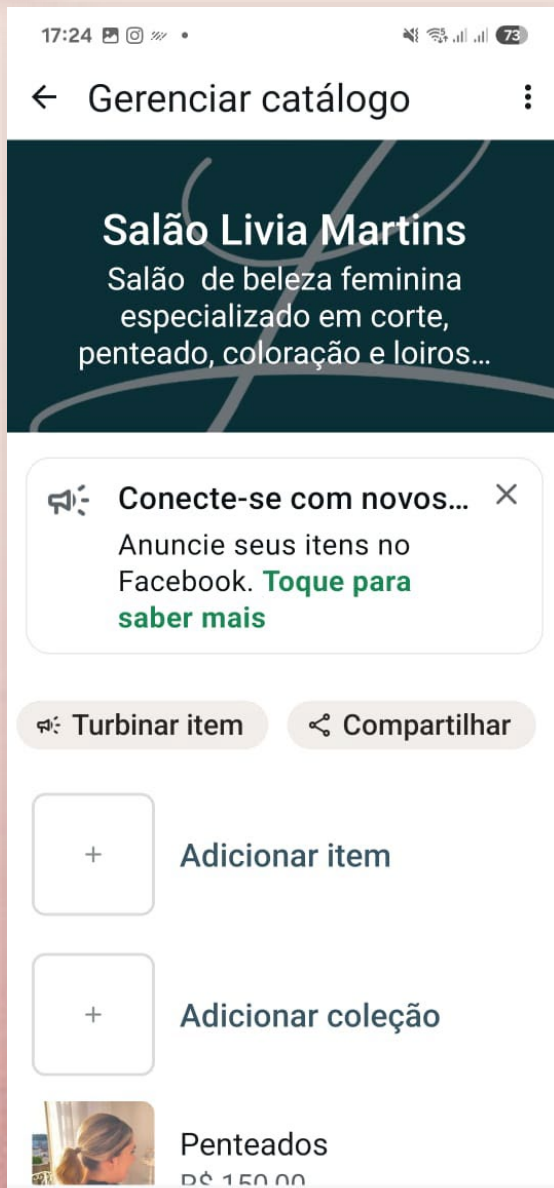 17:24
73
Gerenciar catálogo
Salão Livia Martins
Salão de beleza feminina
especializado em corte,
penteado, coloração e loiros...
Conecte-se com novos...
Anuncie seus itens no
Facebook. Toque para
saber mais
Turbinar item
Compartilhar
Adicionar item
Adicionar coleção
Penteados
R$ 150,00